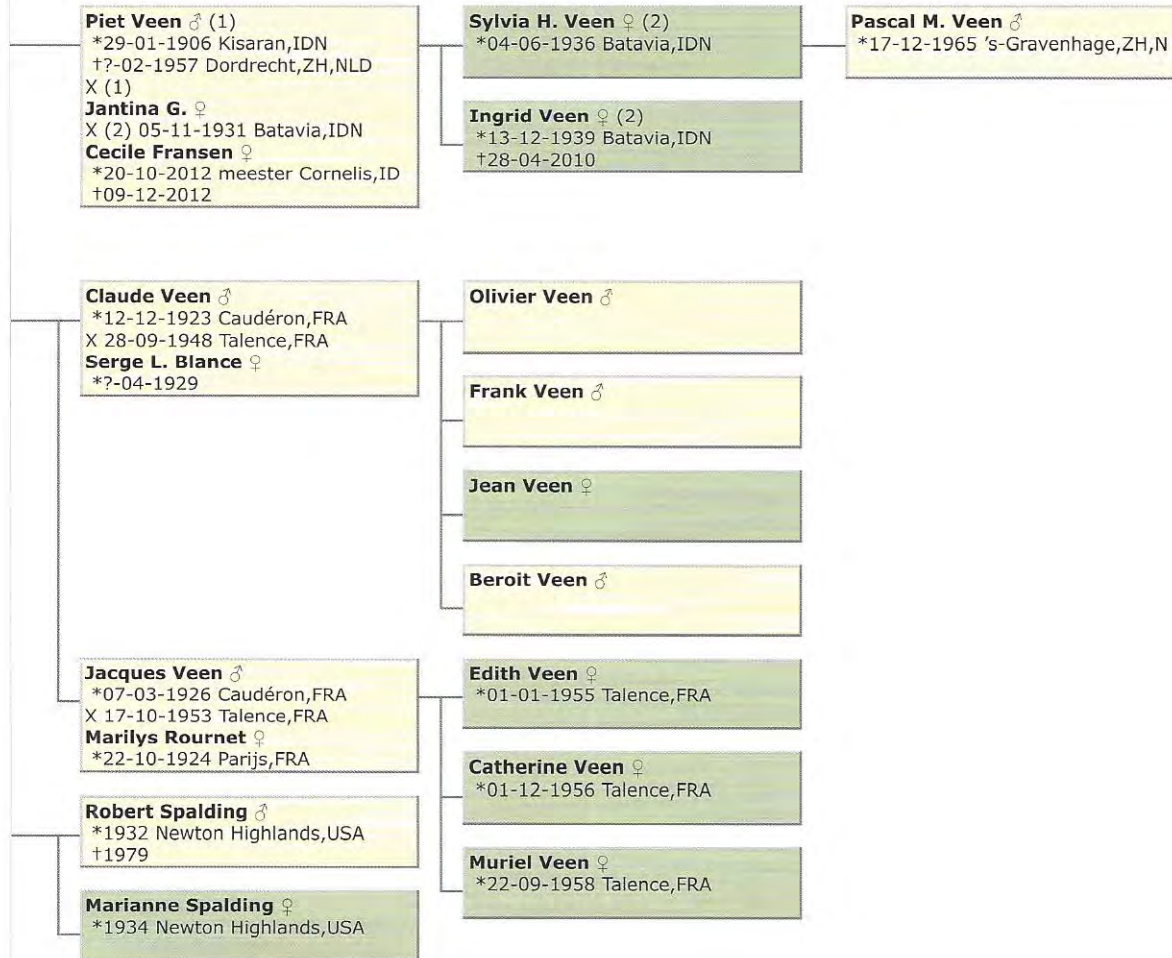 Piet Veen ♂ (1)
*29-01-1906 Kisaran,IDN
†?-02-1957 Dordrecht,ZH,NLD
X (1)
Jantina G. ♀
X (2) 05-11-1931 Batavia,IDN
Cecile Fransen ♀
*20-10-2012 meester Cornelis,ID
†09-12-2012
Sylvia H. Veen ♀ (2)
*04-06-1936 Batavia,IDN
Ingrid Veen ♀ (2)
*13-12-1939 Batavia,IDN
†28-04-2010
Pascal M. Veen ♂
*17-12-1965 's-Gravenhage,ZH,N
Claude Veen ♂
*12-12-1923 Caudéron,FRA
X 28-09-1948 Talence,FRA
Serge L. Blance ♀
*?-04-1929
Olivier Veen ♂
Frank Veen ♂
Jean Veen ♀
Beroit Veen ♂
Jacques Veen ♂
*07-03-1926 Caudéron,FRA
X 17-10-1953 Talence,FRA
Marilys Rournet ♀
*22-10-1924 Parijs,FRA
Edith Veen ♀
*01-01-1955 Talence,FRA
Catherine Veen ♀
*01-12-1956 Talence,FRA
Muriel Veen ♀
*22-09-1958 Talence,FRA
Robert Spalding ♂
*1932 Newton Highlands,USA
†1979
Marianne Spalding ♀
*1934 Newton Highlands,USA